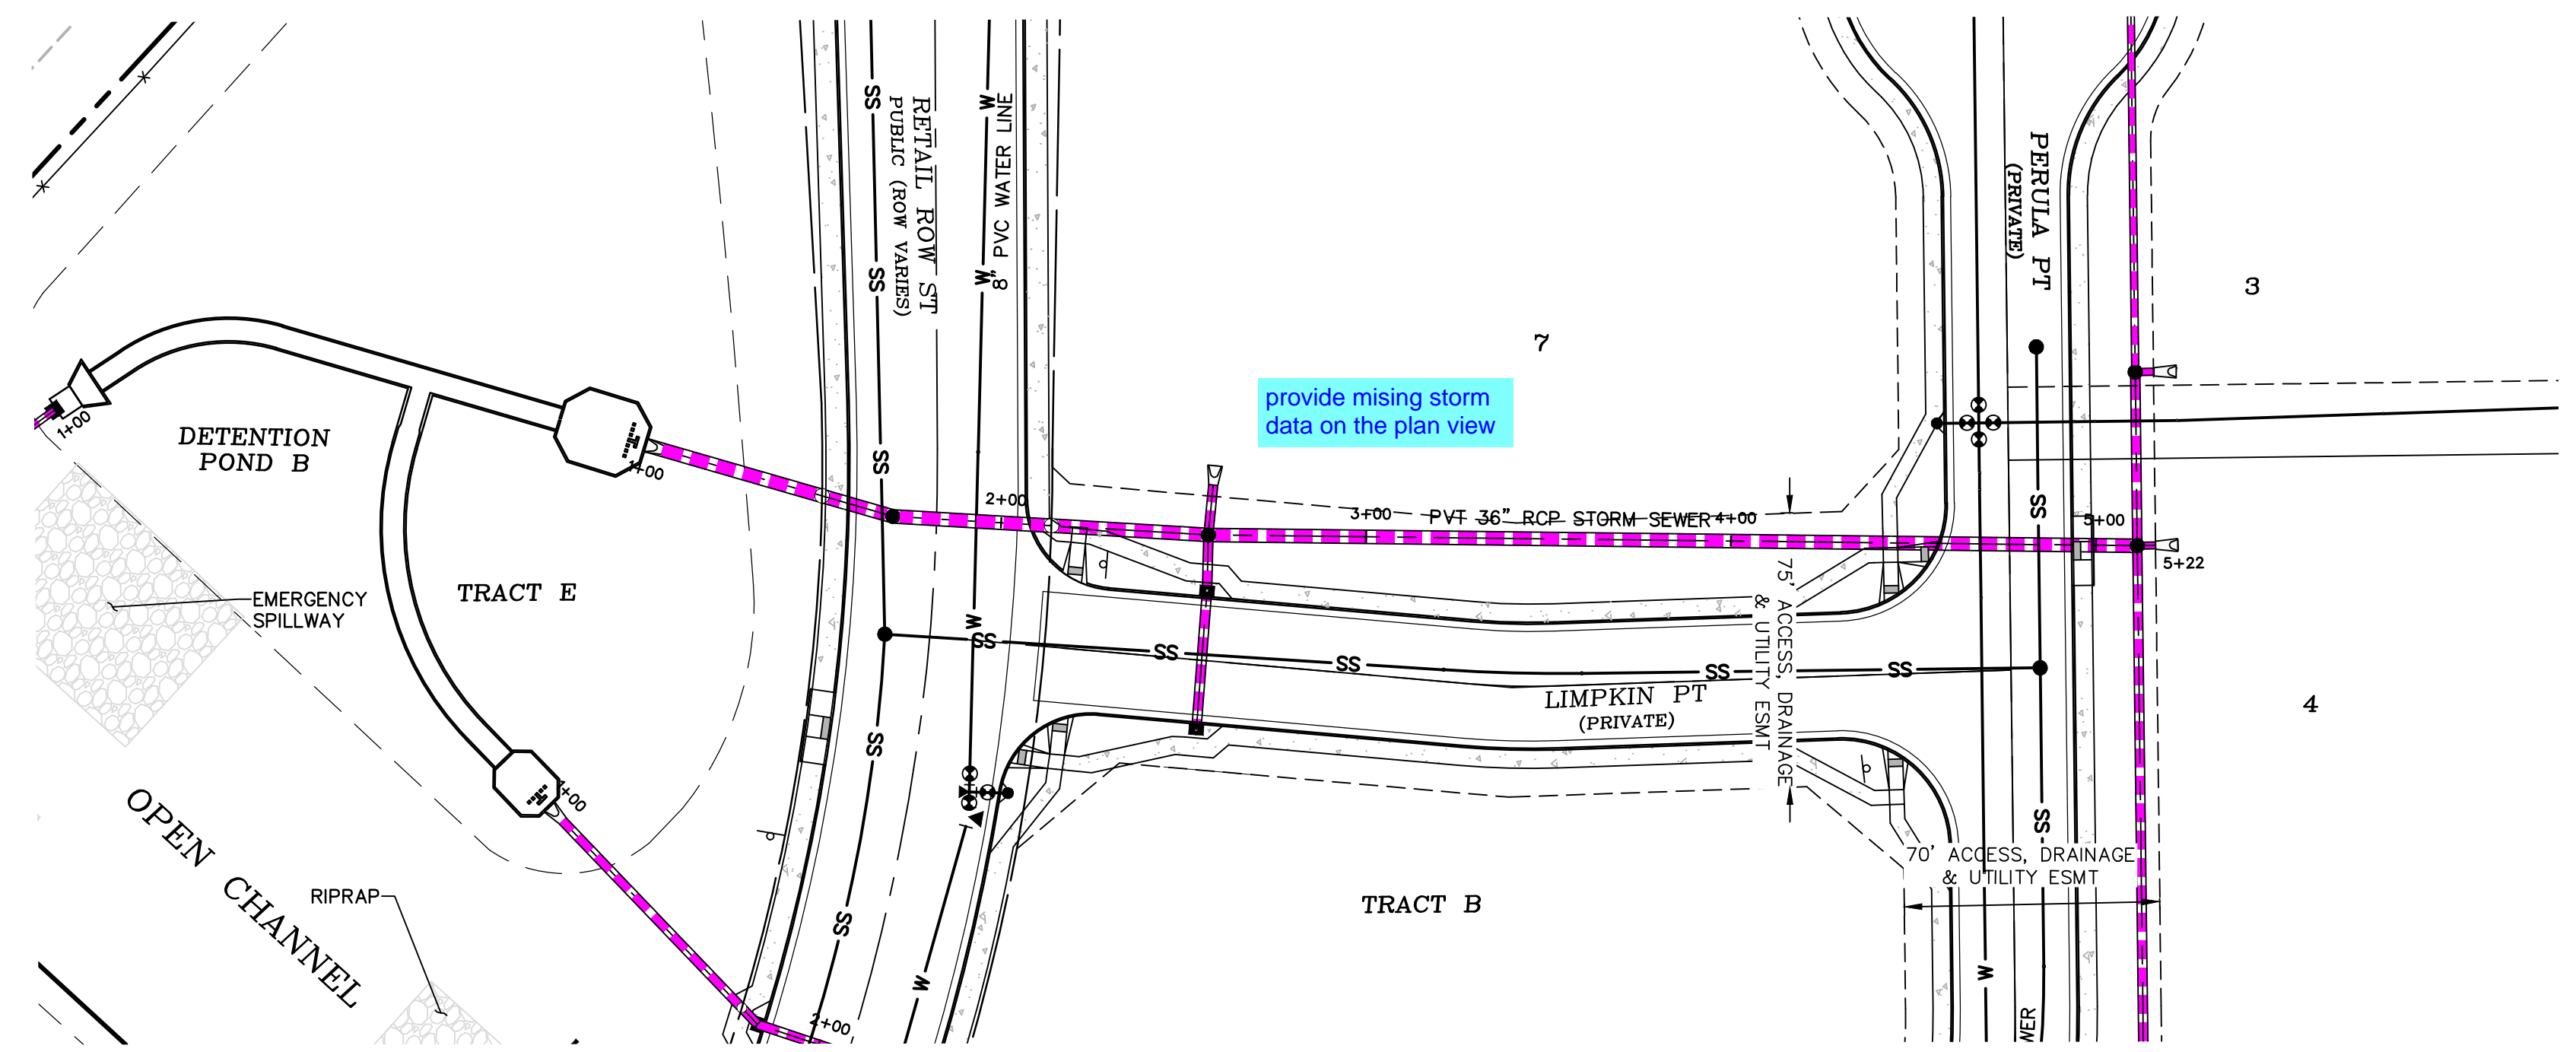 RETAIL ROW ST
PUBLIC (ROW VARIES)
8" PVC WATER LINE
SS
SS
SS
SS
SS
W
W
W
W
PERULA PT
(PRIVATE)
3
7
provide mising storm
data on the plan view
1+00
DETENTION
POND B
1+00
2+00
3+00
PVT 36" RCP STORM SEWER
4+00
5+00
5+22
SS
TRACT E
EMERGENCY
SPILLWAY
SS
SS
SS
SS
SS
LIMPKIN PT
(PRIVATE)
75' ACCESS, DRAINAGE
& UTILITY ESMT
4
1+00
OPEN CHANNEL
RIPRAP
SS
70' ACCESS, DRAINAGE
& UTILITY ESMT
TRACT B
W
2+00
WER